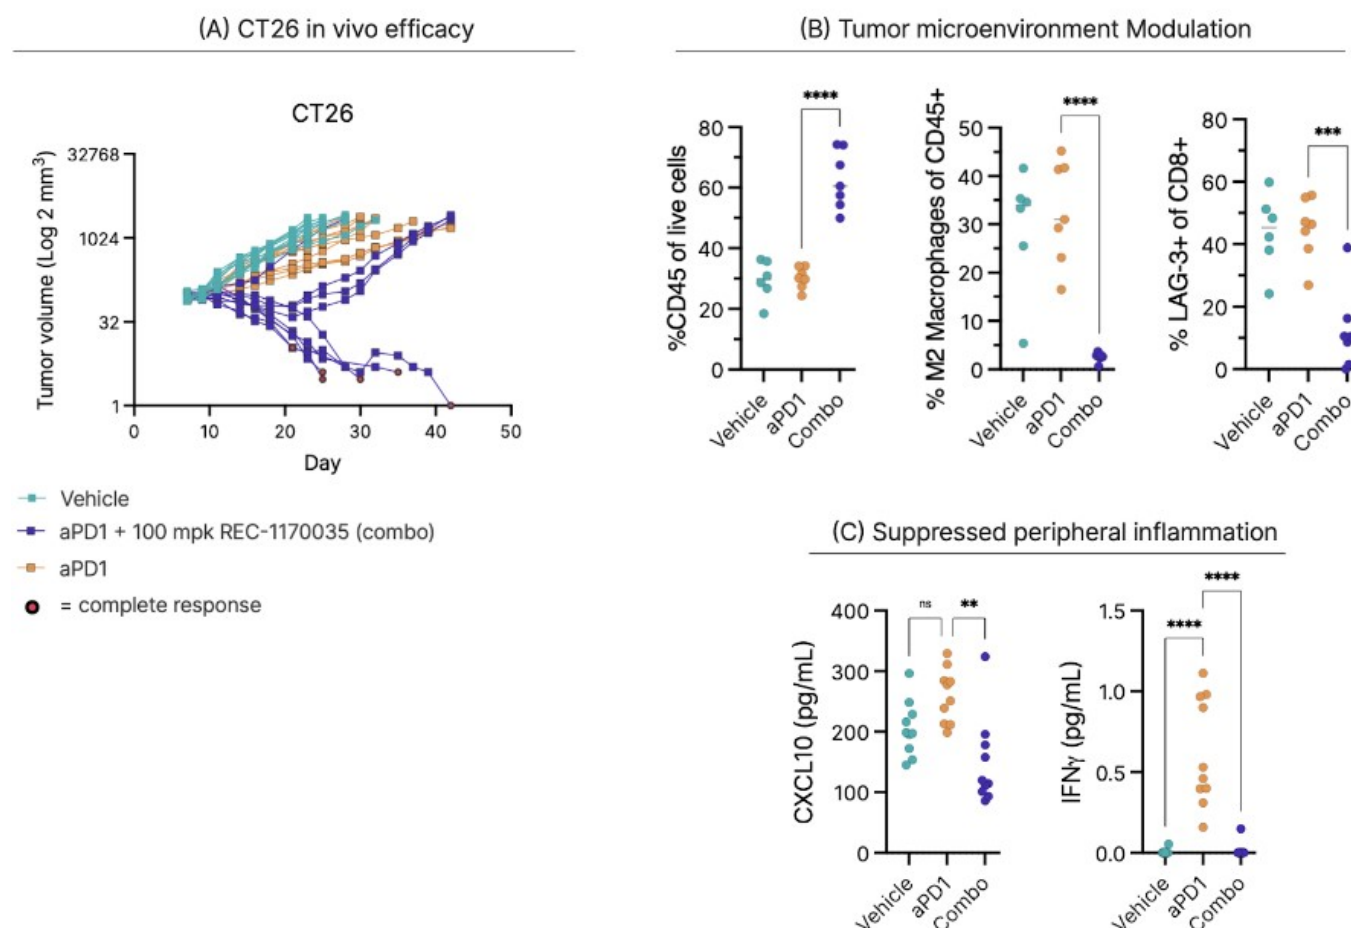 (A) CT26 in vivo efficacy
CT26
Tumor volume (Log 2 mm³)
32768
1024
32
1
0 10 20 30 40 50
Day
Vehicle
aPD1 + 100 mpk REC-1170035 (combo)
aPD1
= complete response
(B) Tumor microenvironment Modulation
%CD45 of live cells
80
60
40
20
0
****
Vehicle aPD1 Combo
% M2 Macrophages of CD45+
50
40
30
20
10
0
****
Vehicle aPD1 Combo
% LAG-3+ of CD8+
80
60
40
20
0
***
Vehicle aPD1 Combo
(C) Suppressed peripheral inflammation
CXCL10 (pg/mL)
400
300
200
100
0
ns **
Vehicle aPD1 Combo
IFNγ (pg/mL)
1.5
1.0
0.5
0.0
****
****
Vehicle aPD1 Combo